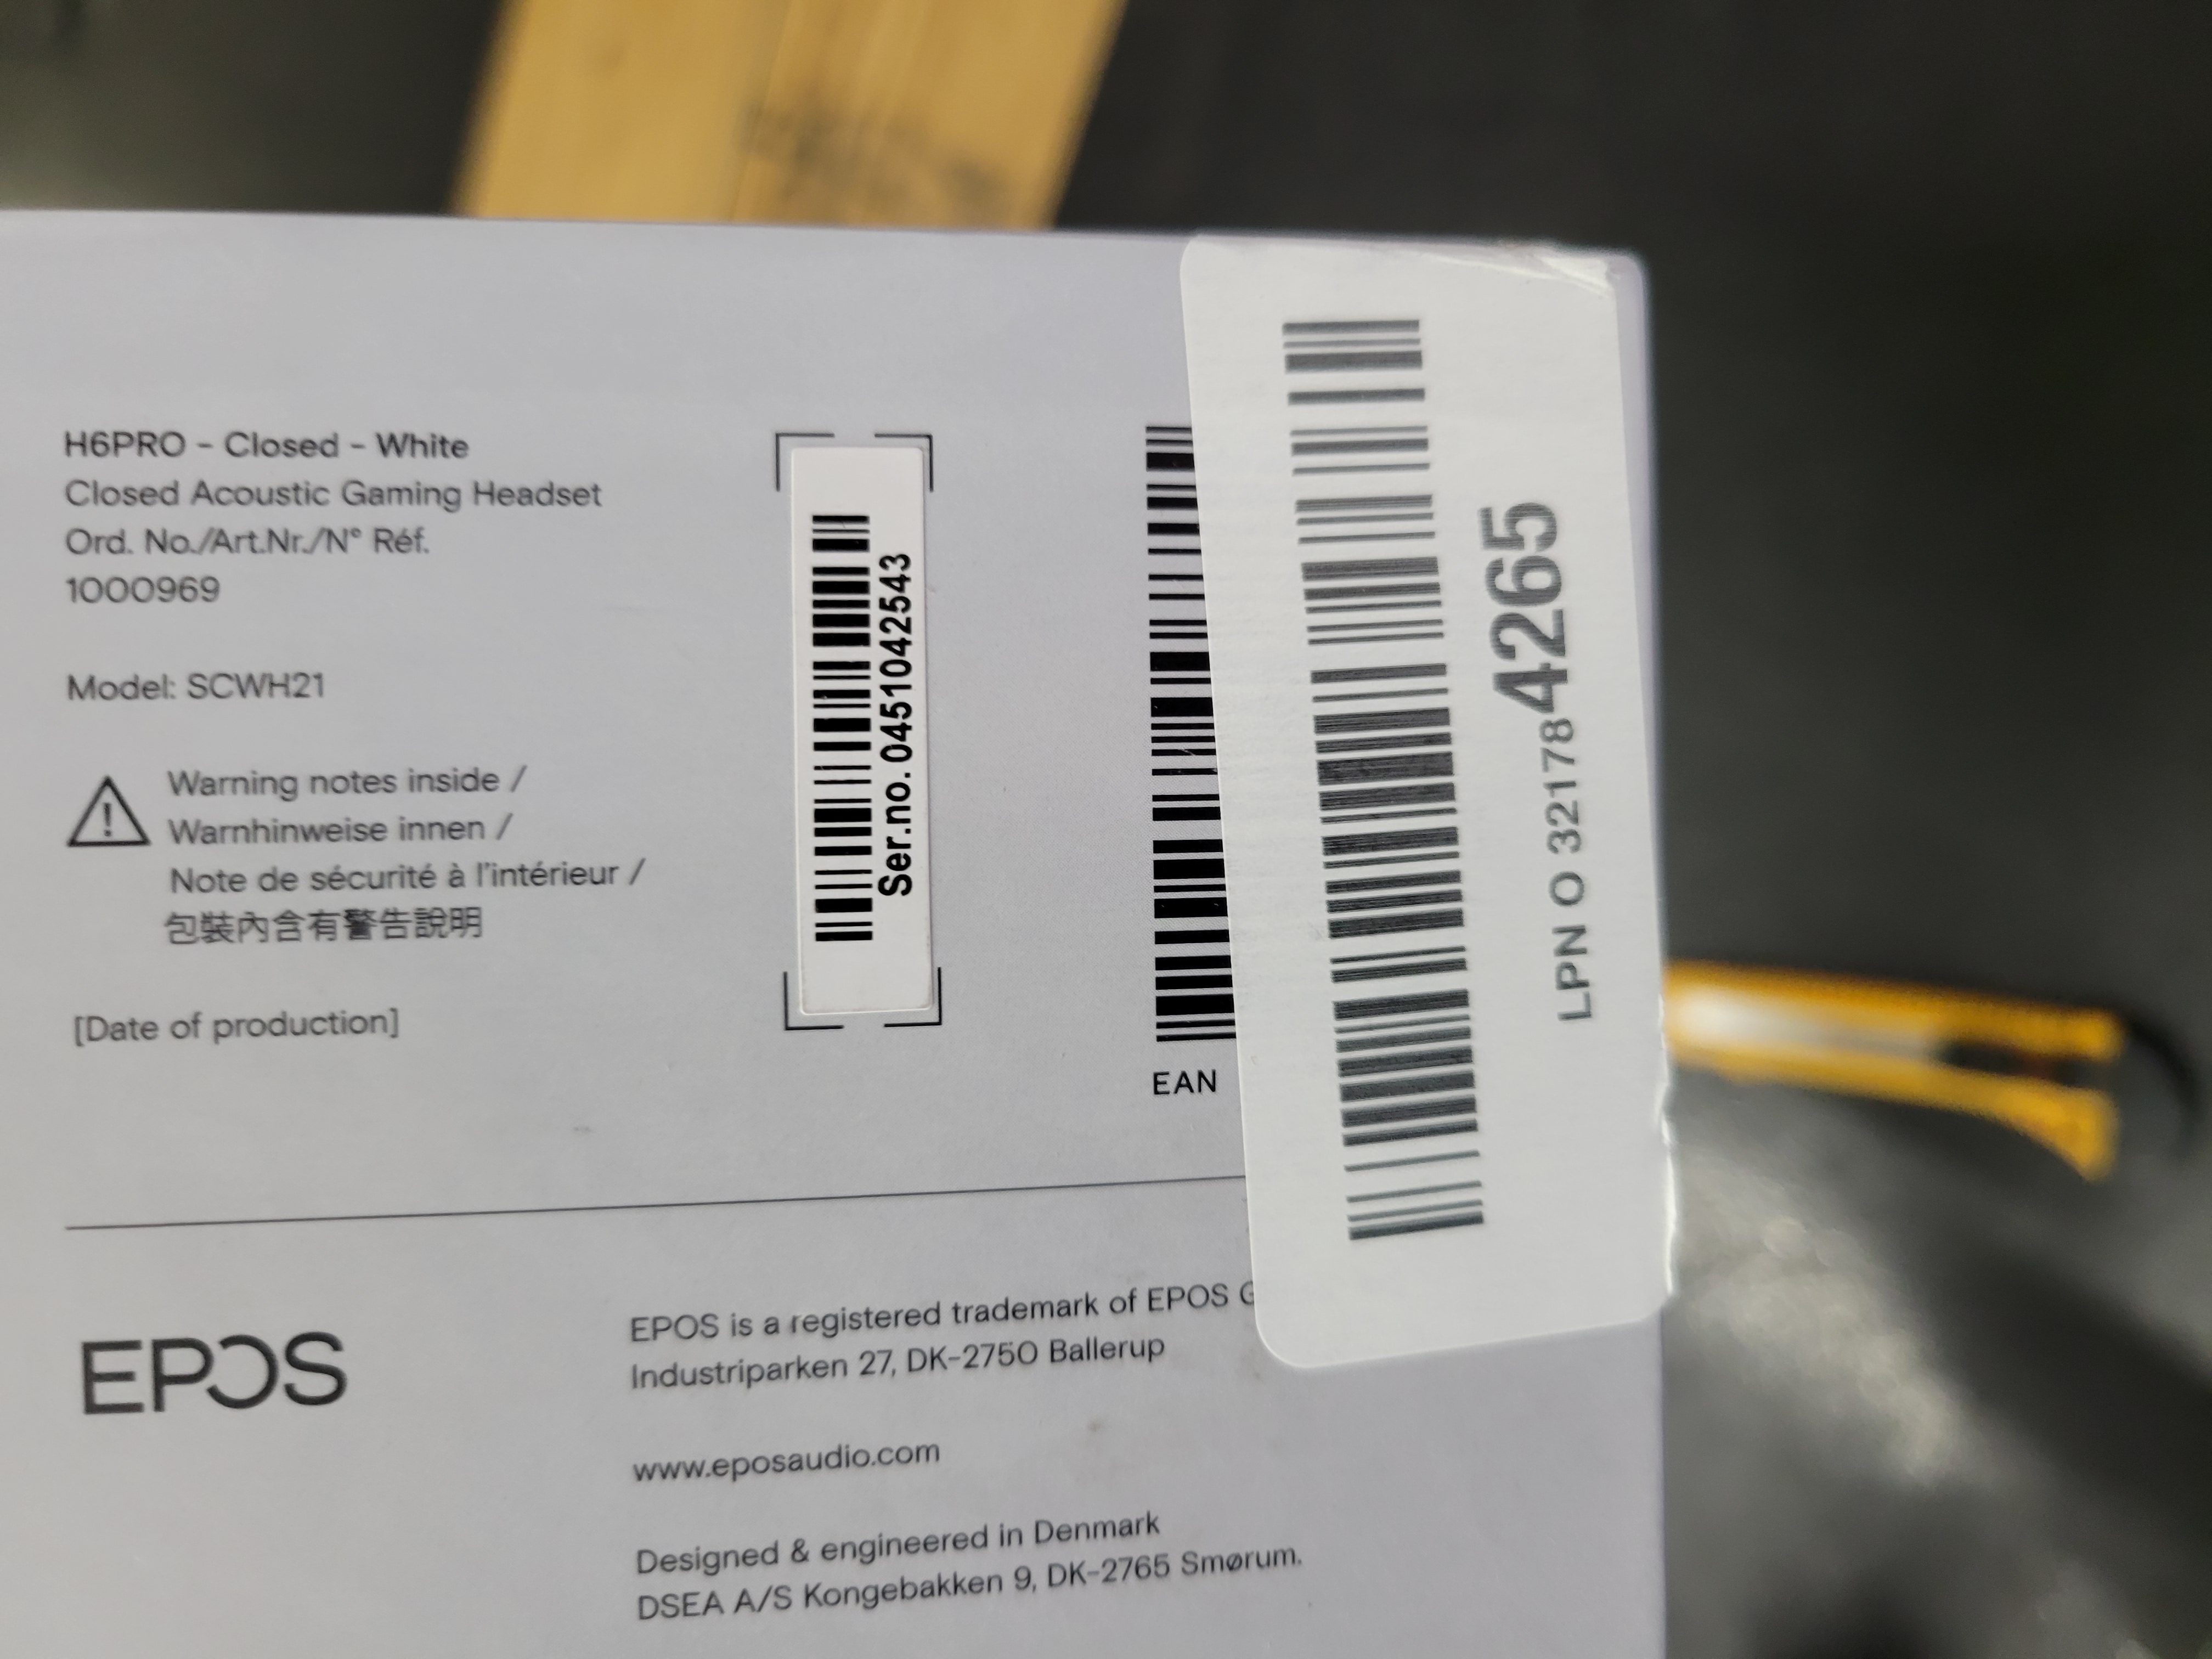 H6PRO – Closed – White
Closed Acoustic Gaming Headset
Ord. No./Art.Nr./N° Réf.
1000969
Model: SCWH21
Warning notes inside /
Warnhinweise innen /
Note de sécurité à l'intérieur /
包裝內含有警告說明
[Date of production]
Ser.no. 0451042543
EAN
LPN O 321784265
EPOS
EPOS is a registered trademark of EPOS
Industriparken 27, DK-2750 Ballerup
www.eposaudio.com
Designed & engineered in Denmark
DSEA A/S Kongebakken 9, DK-2765 Smørum.